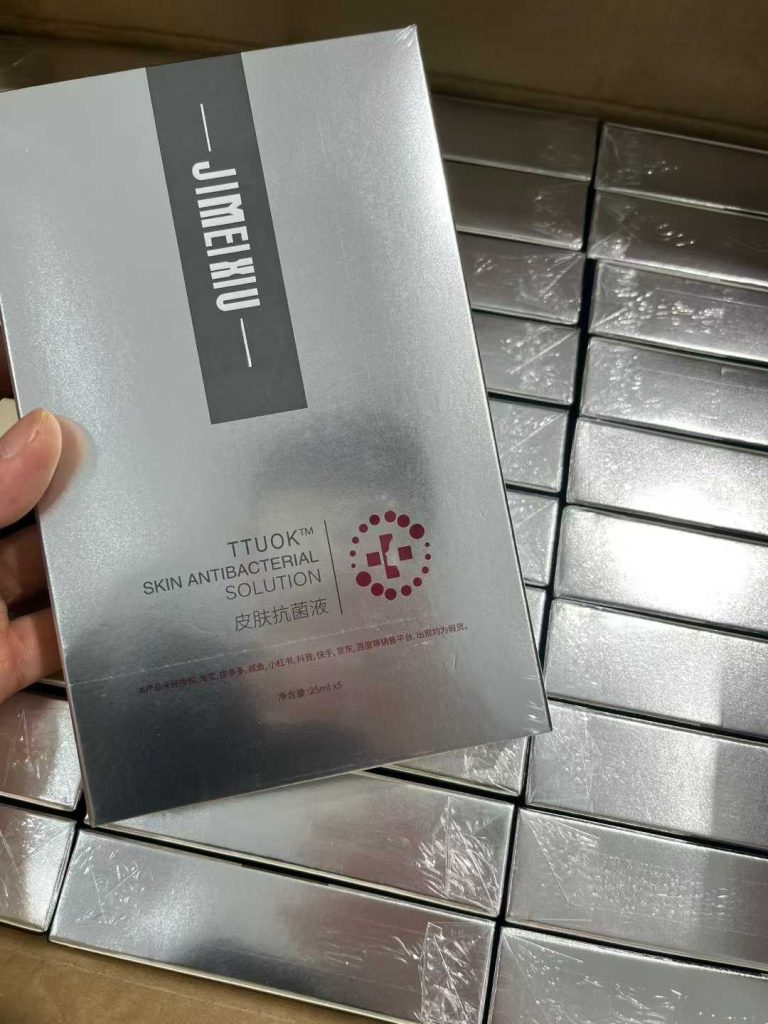 JIMEIXIU
TTUOK™
SKIN ANTIBACTERIAL
SOLUTION
皮肤抗菌液
本产品未经授权,淘宝,拼多多,咸鱼,小红书,抖音,快手,京东,百度等销售平台,出现均为假货。
净含量:25ml x5